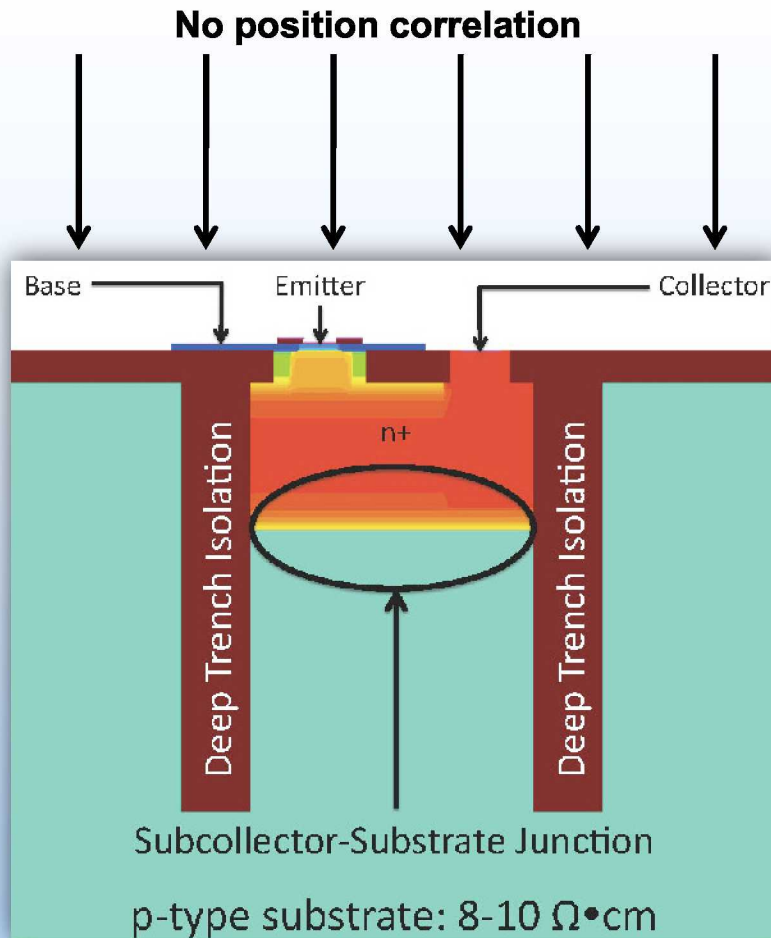 No position correlation
Base
Emitter
Collector
n+
Deep Trench Isolation
Deep Trench Isolation
Subcollector-Substrate Junction
p-type substrate: 8-10 Ω•cm